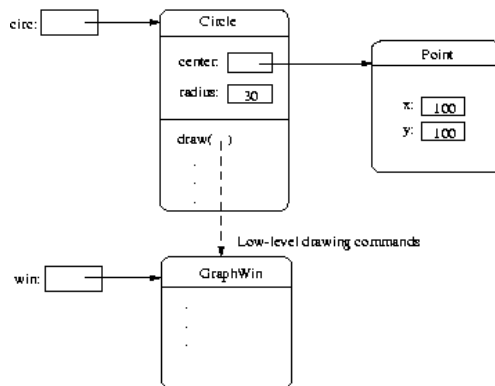 circ:
Circle
center:
radius: 30
draw( )
Point
x: 100
y: 100
Low-level drawing commands
win:
GraphWin